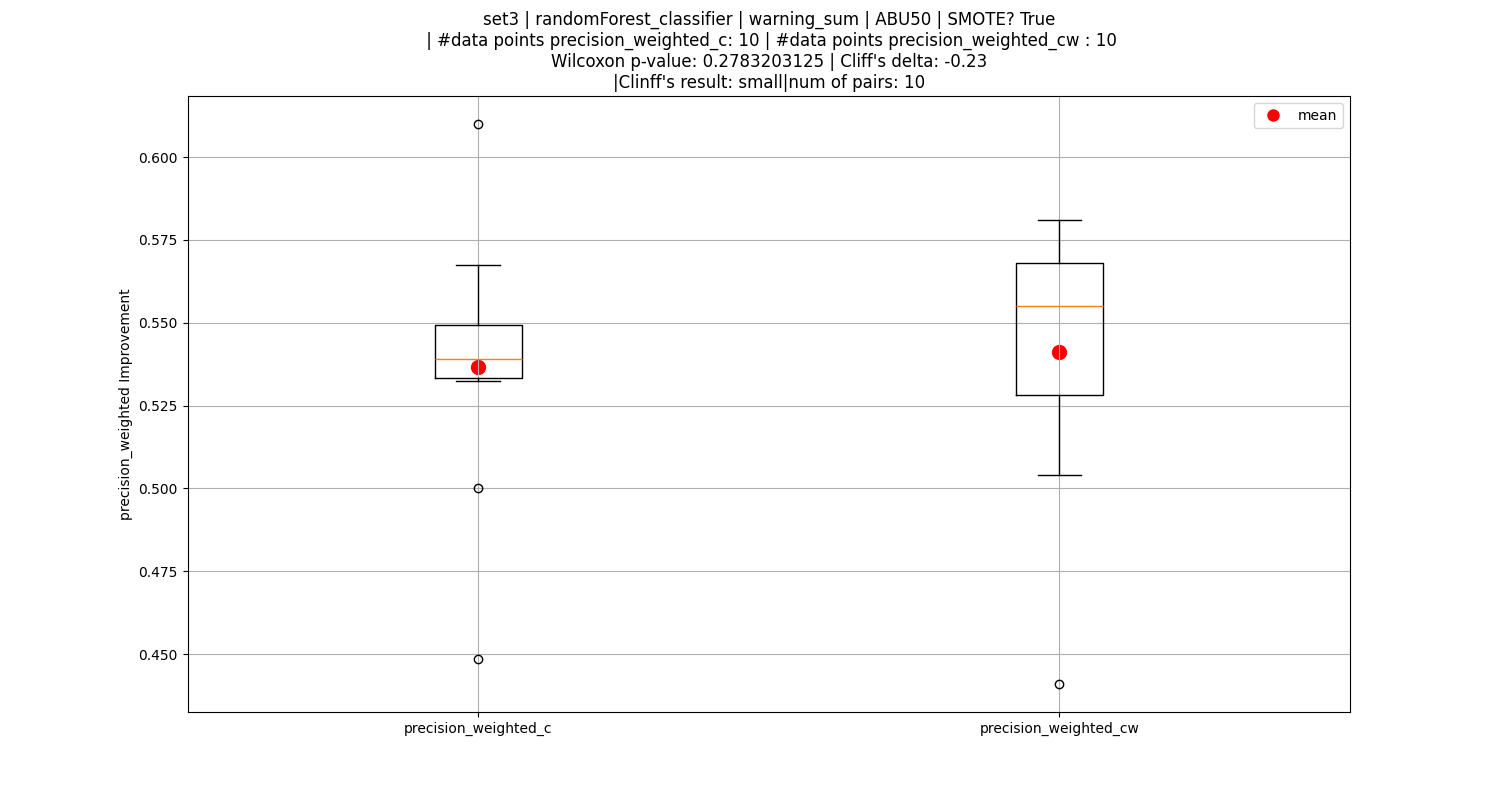 set3 | randomForest_classifier | warning_sum | ABU50 | SMOTE? True
| #data points precision_weighted_c: 10 | #data points precision_weighted_cw : 10
Wilcoxon p-value: 0.2783203125 | Cliff's delta: -0.23
|Clinff's result: small|num of pairs: 10
mean
0.600
0.575
0.550
0.525
0.500
0.475
0.450
precision_weighted Improvement
precision_weighted_c
precision_weighted_cw